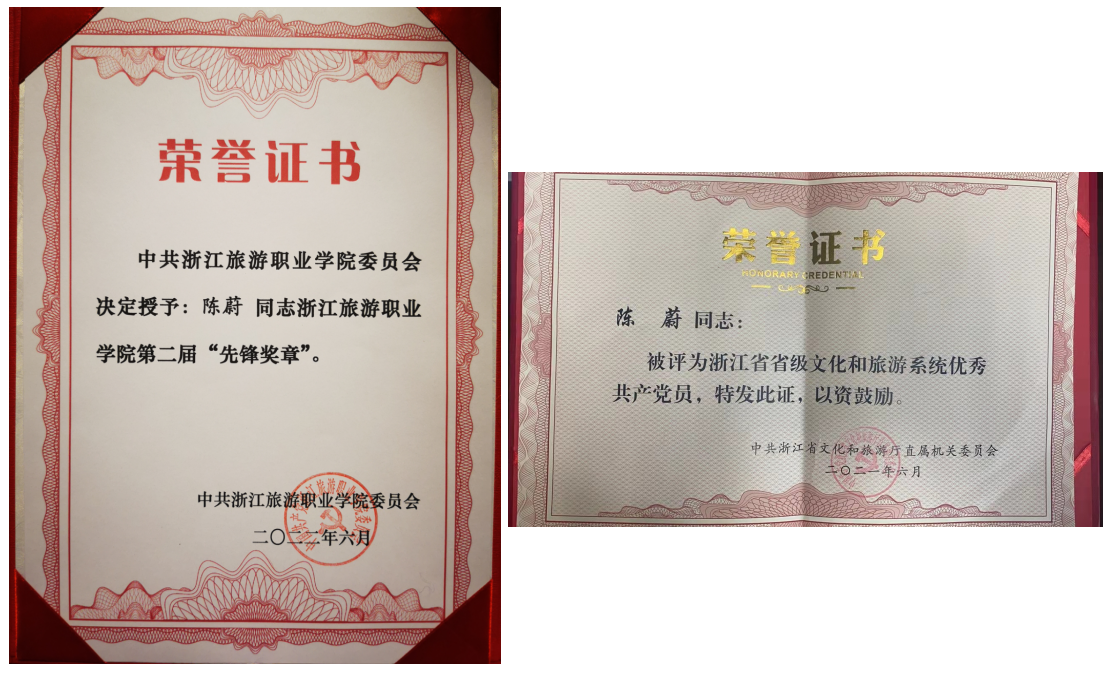 荣誉证书
中共浙江旅游职业学院委员会
决定授予：陈蔚 同志浙江旅游职业
学院第二届“先锋奖章”。
中共浙江旅游职业学院委员会
二〇二二年六月
荣誉证书
HONORARY CREDENTIAL
陈 蔚 同志：
被评为浙江省省级文化和旅游系统优秀
共产党员，特发此证，以资鼓励。
中共浙江省文化和旅游厅直属机关委员会
二〇二一年六月